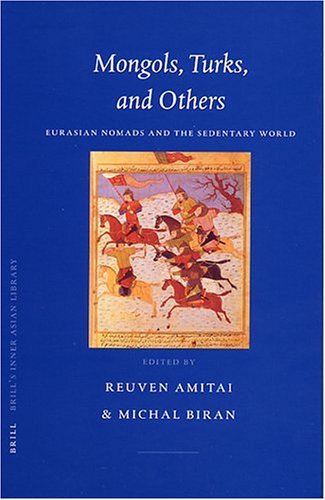 Mongols, Turks,
and Others
EURASIAN NOMADS AND THE SEDENTARY WORLD
EDITED BY
REUVEN AMITAI
& MICHAL BIRAN
BRILL BRILL'S INNER ASIAN LIBRARY